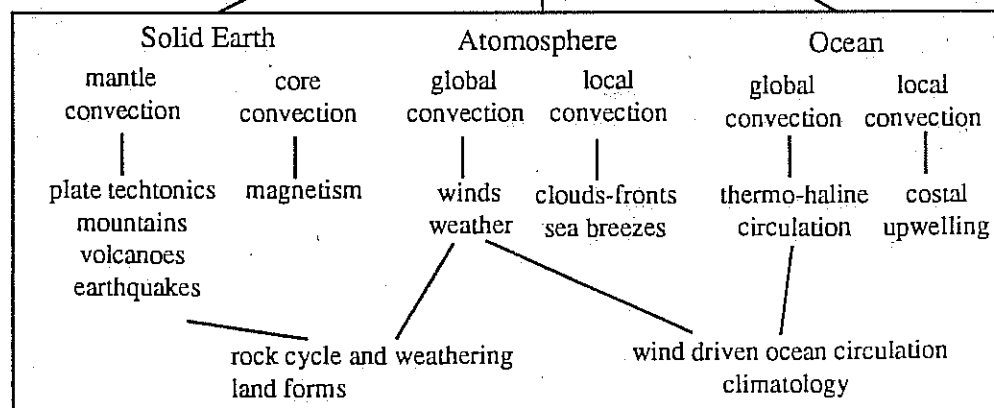 Solid Earth
Atomosphere
Ocean
mantle
convection
core
convection
global
convection
local
convection
global
convection
local
convection
plate techtonics
mountains
volcanoes
earthquakes
magnetism
winds
weather
clouds-fronts
sea breezes
thermo-haline
circulation
costal
upwelling
rock cycle and weathering
land forms
wind driven ocean circulation
climatology